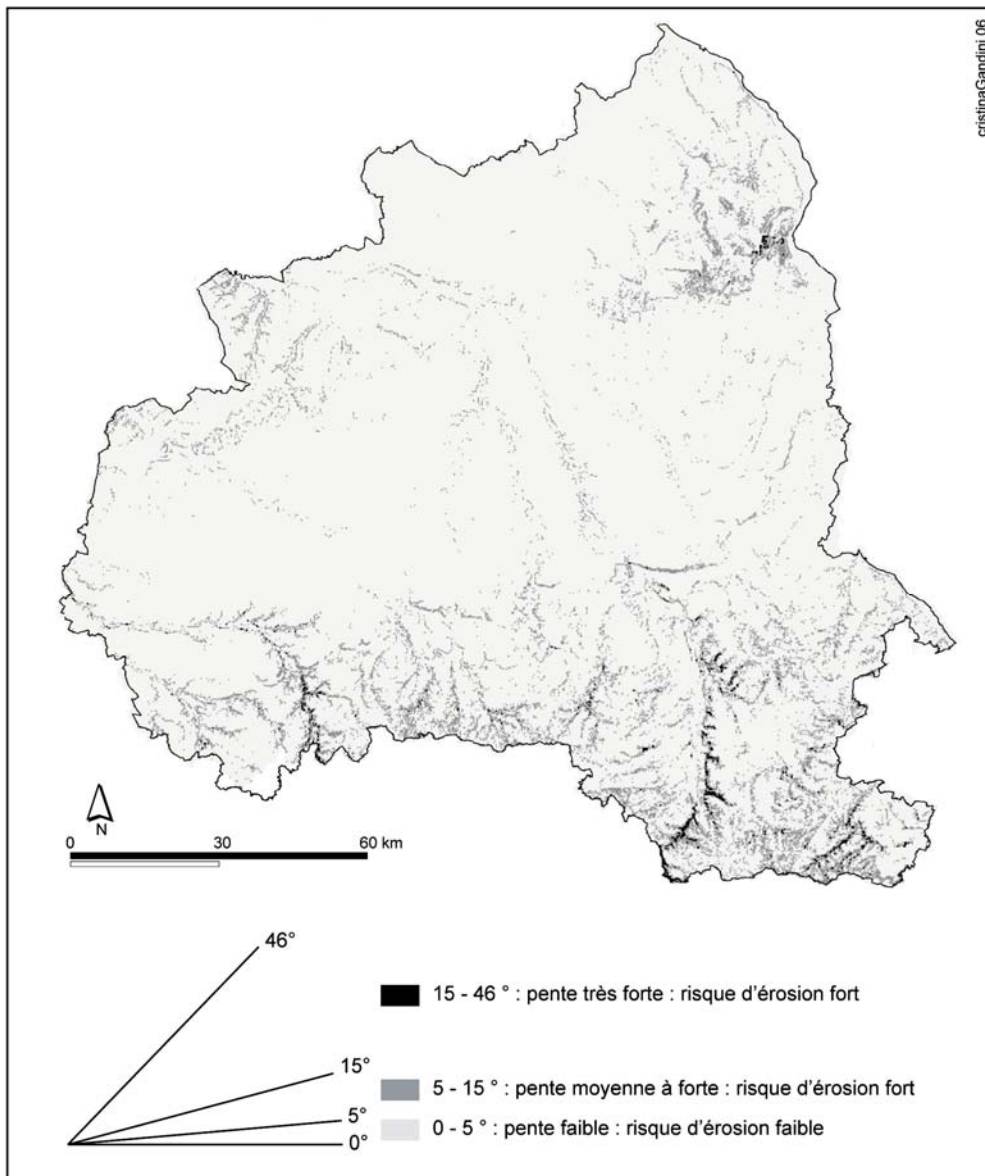 cristinaGandini 06
N
0 30 60 km
46°
15 - 46 ° : pente très forte : risque d'érosion fort
15°
5 - 15 ° : pente moyenne à forte : risque d'érosion fort
5°
0 - 5 ° : pente faible : risque d'érosion faible
0°